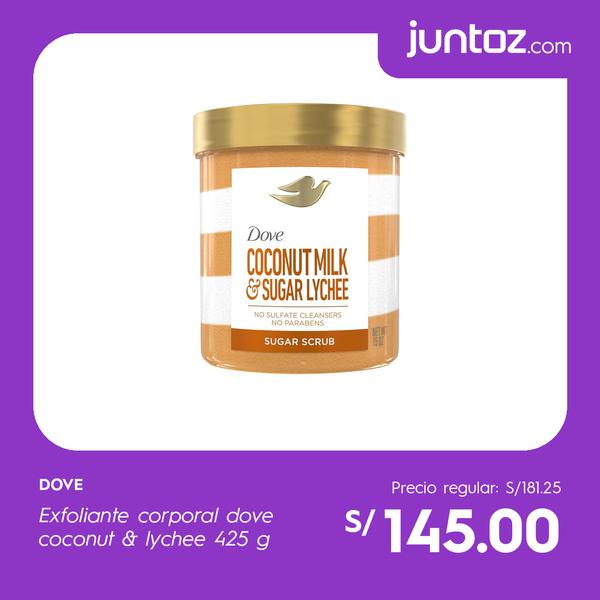 juntoz.com
Dove
COCONUT MILK
& SUGAR LYCHEE
NO SULFATE CLEANSERS
NO PARABENS
SUGAR SCRUB
DOVE
Exfoliante corporal dove
coconut & lychee 425 g
Precio regular: S/181.25
S/145.00